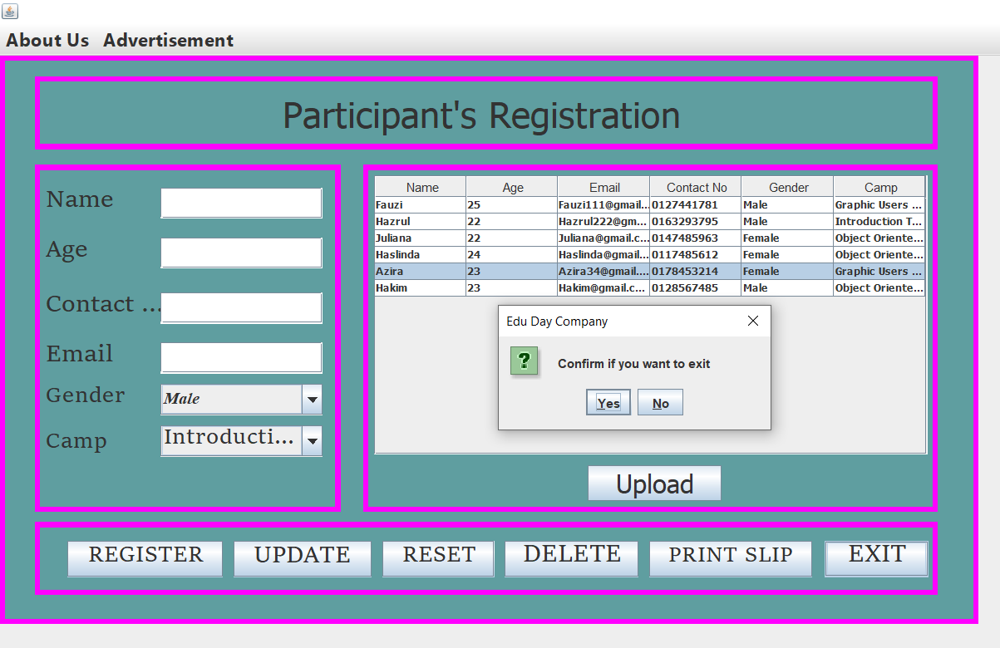 About Us Advertisement
Participant's Registration
Name
Age
Contact ...
Email
Gender Male
Camp Introducti...
Name Age Email Contact No Gender Camp
Fauzi 25 Fauzi111@gmail... 0127441781 Male Graphic Users ...
Hazrul 22 Hazrul222@gm... 0163293795 Male Introduction T...
Juliana 22 Juliana@gmail.c... 0147485963 Female Object Oriente...
Haslinda 24 Haslinda@gmail... 0117485612 Female Object Oriente...
Azira 23 Azira34@gmail.... 0178453214 Female Graphic Users ...
Hakim 23 Hakim@gmail.c... 0128567485 Male Object Oriente...
Edu Day Company
?
Confirm if you want to exit
Yes No
Upload
REGISTER UPDATE RESET DELETE PRINT SLIP EXIT